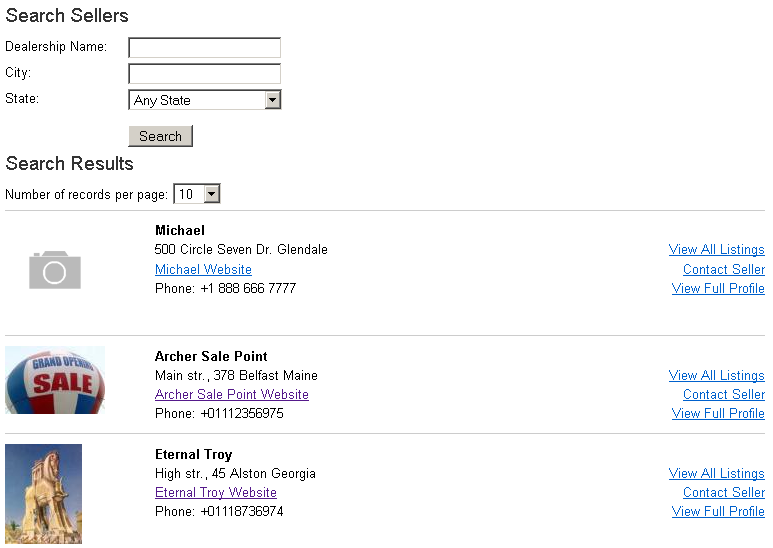 Search Sellers
Dealership Name:
City:
State: Any State
Search
Search Results
Number of records per page: 10
Michael
500 Circle Seven Dr. Glendale View All Listings
Michael Website Contact Seller
Phone: +1 888 666 7777 View Full Profile
GRAND OPENING
SALE
Archer Sale Point
Main str., 378 Belfast Maine View All Listings
Archer Sale Point Website Contact Seller
Phone: +01112356975 View Full Profile
Eternal Troy
High str., 45 Alston Georgia View All Listings
Eternal Troy Website Contact Seller
Phone: +01118736974 View Full Profile